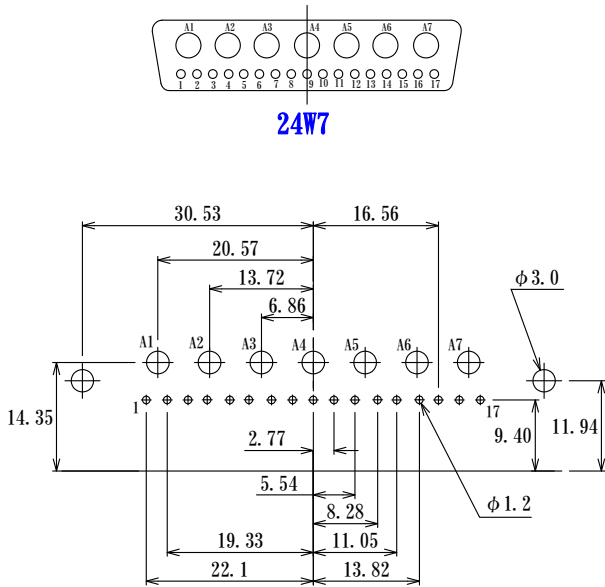 A1 A2 A3 A4 A5 A6 A7
1 2 3 4 5 6 7 8 9 10 11 12 13 14 15 16 17
24W7
30.53 16.56
20.57
13.72 φ3.0
6.86
A1 A2 A3 A4 A5 A6 A7
1 17
14.35 11.94
9.40
2.77
5.54
8.28 φ1.2
19.33 11.05
22.1 13.82